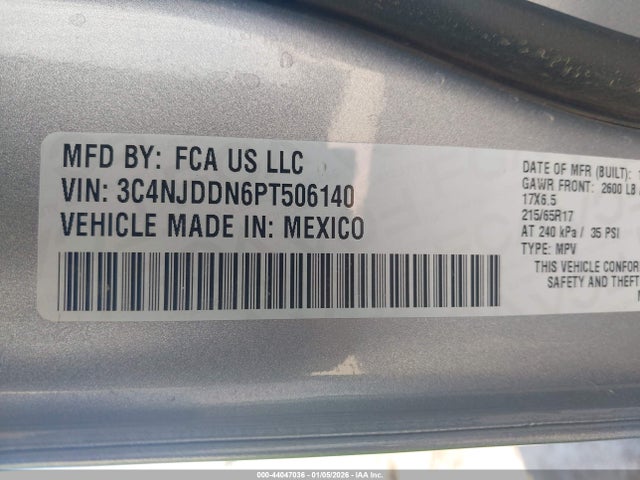 MFD BY: FCA US LLC
VIN: 3C4NJDDN6PT506140
VEHICLE MADE IN: MEXICO
DATE OF MFR (BUILT):
GAWR FRONT: 2600 LB
17X6.5
215/65R17
AT 240 kPa / 35 PSI
TYPE: MPV
THIS VEHICLE CONFOR
SAFETY AND THEFT
000-44047036 - 01/05/2026 - IAAI.com